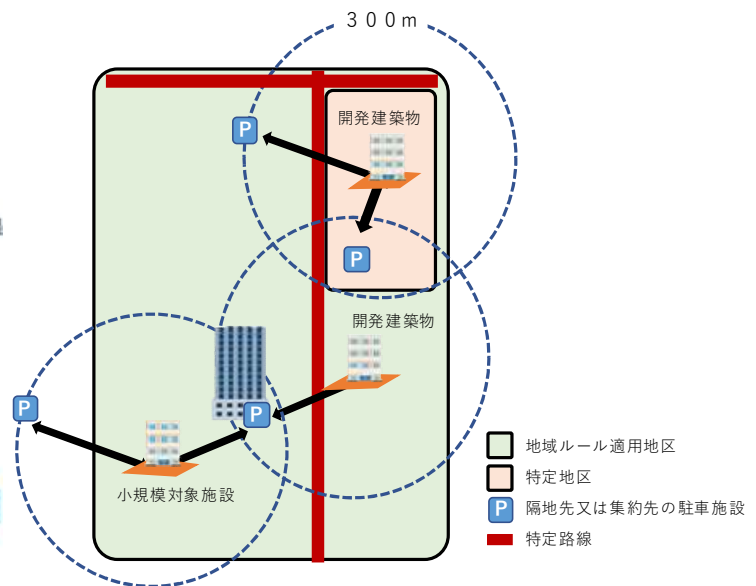 ３００ｍ
P
開発建築物
P
開発建築物
P
P
小規模対象施設
地域ルール適用地区
特定地区
P 隔地先又は集約先の駐車施設
特定路線